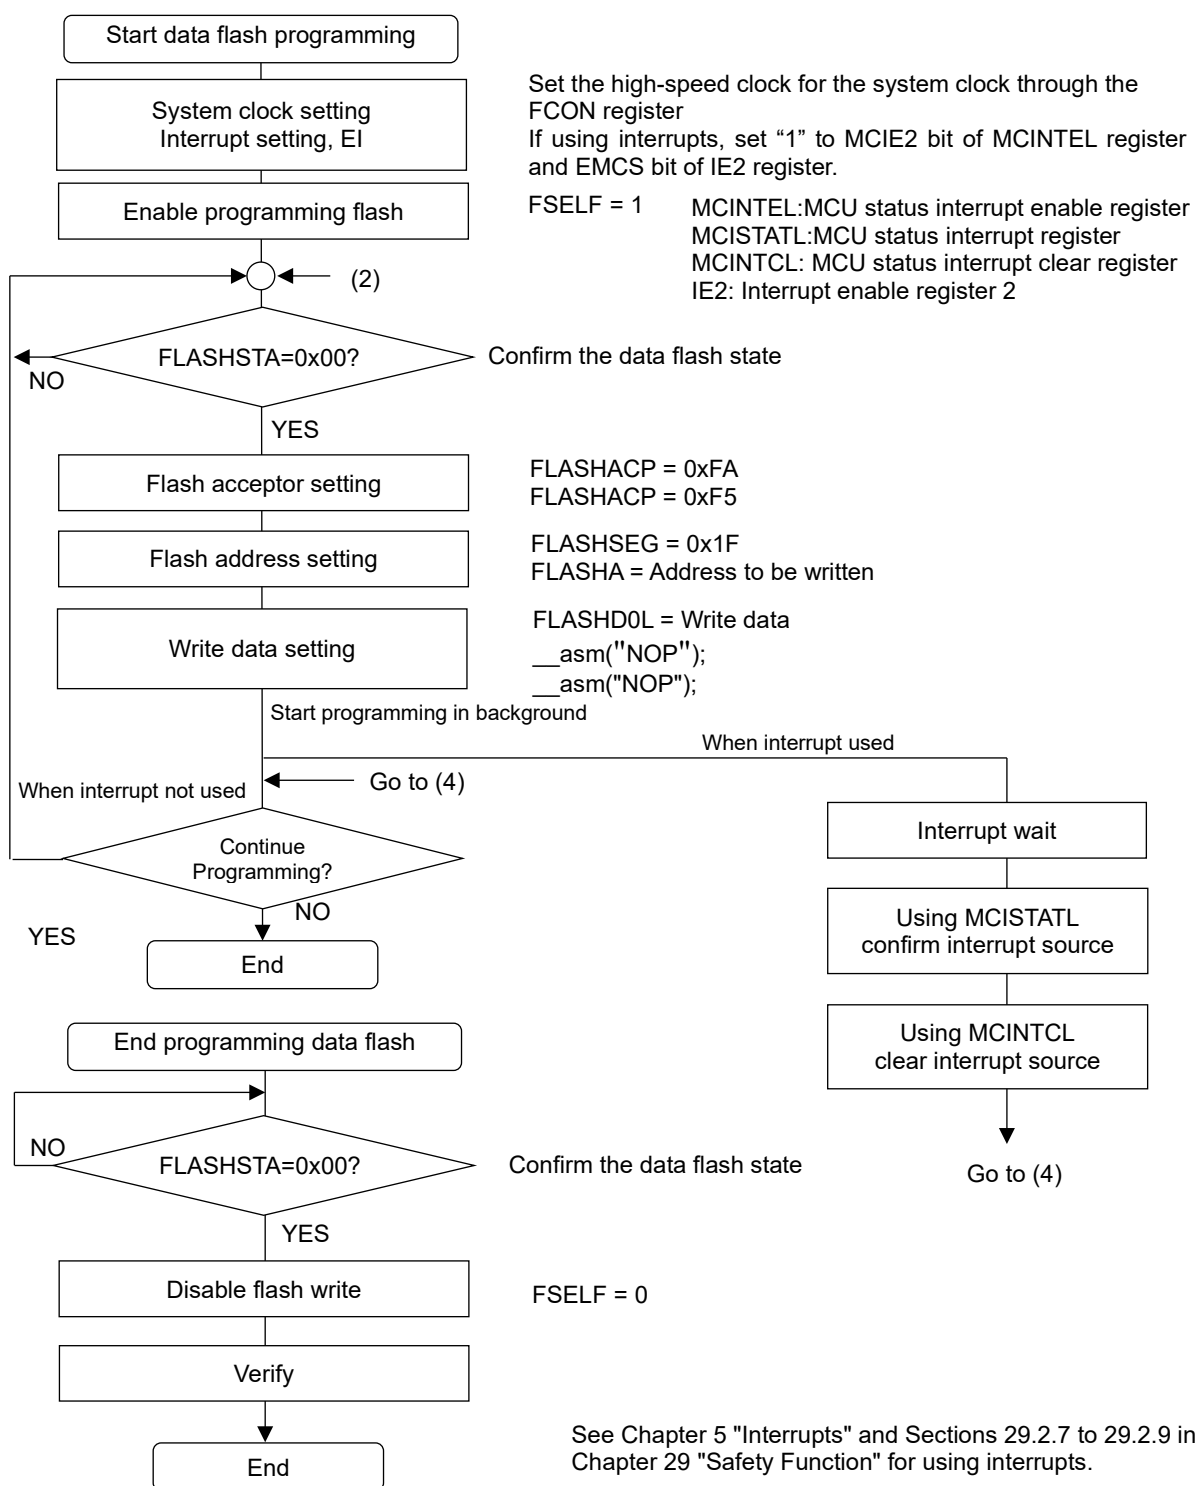 Start data flash programming
System clock setting
Interrupt setting, EI
Set the high-speed clock for the system clock through the
FCON register
If using interrupts, set “1” to MCIE2 bit of MCINTEL register
and EMCS bit of IE2 register.
Enable programming flash
FSELF = 1
MCINTEL:MCU status interrupt enable register
MCISTATL:MCU status interrupt register
MCINTCL: MCU status interrupt clear register
IE2: Interrupt enable register 2
(2)
FLASHSTA=0x00?
Confirm the data flash state
NO
YES
Flash acceptor setting
FLASHACP = 0xFA
FLASHACP = 0xF5
Flash address setting
FLASHSEG = 0x1F
FLASHA = Address to be written
Write data setting
FLASHD0L = Write data
__asm("NOP");
__asm("NOP");
Start programming in background
When interrupt used
Go to (4)
When interrupt not used
Continue
Programming?
NO
YES
End
Interrupt wait
Using MCISTATL
confirm interrupt source
Using MCINTCL
clear interrupt source
Go to (4)
End programming data flash
NO
FLASHSTA=0x00?
Confirm the data flash state
YES
Disable flash write
FSELF = 0
Verify
End
See Chapter 5 "Interrupts" and Sections 29.2.7 to 29.2.9 in
Chapter 29 "Safety Function" for using interrupts.